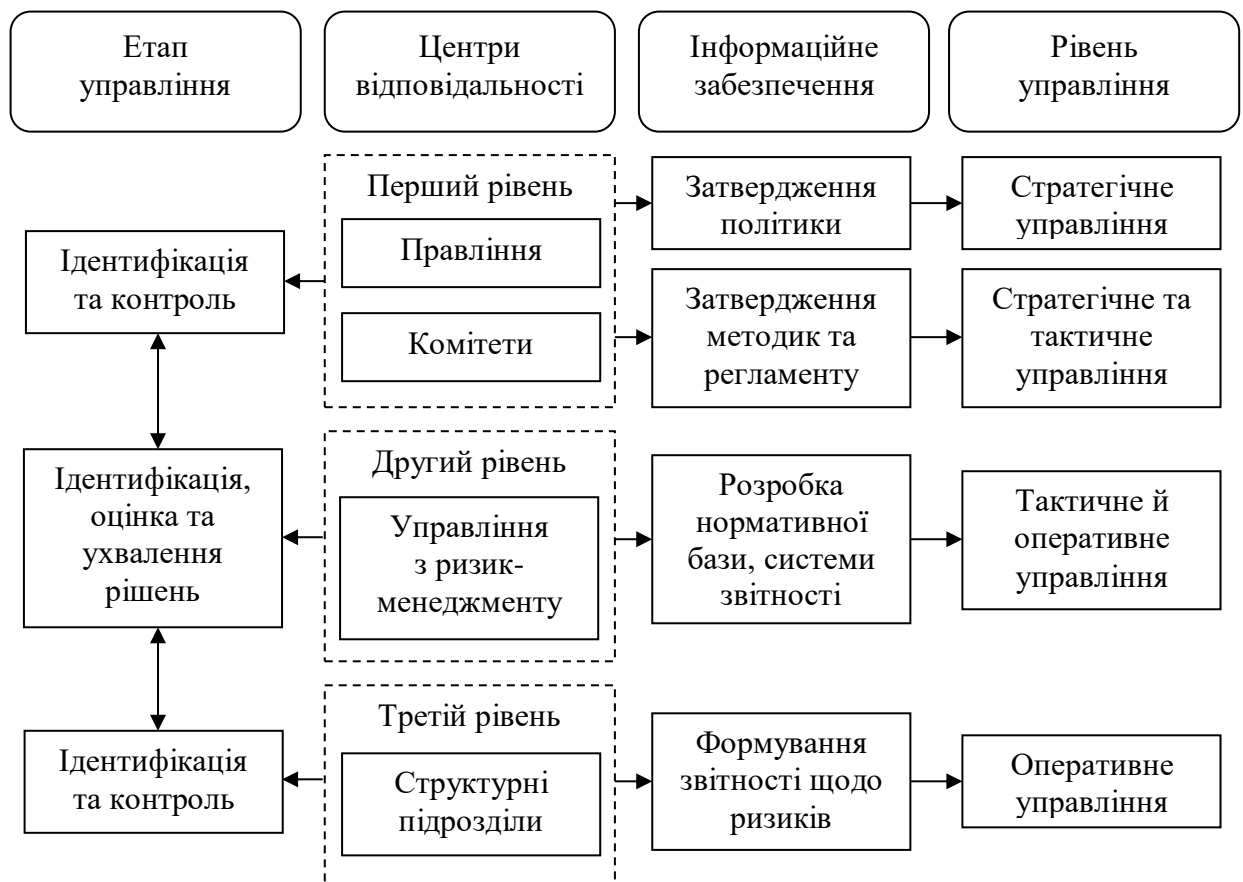 Етап
управління
Центри
відповідальності
Інформаційне
забезпечення
Рівень
управління
Перший рівень
Правління
Комітети
Затвердження
політики
Стратегічне
управління
Ідентифікація
та контроль
Затвердження
методик та
регламенту
Стратегічне та
тактичне
управління
Ідентифікація,
оцінка та
ухвалення
рішень
Другий рівень
Управління
з ризик-
менеджменту
Розробка
нормативної
бази, системи
звітності
Тактичне й
оперативне
управління
Ідентифікація
та контроль
Третій рівень
Структурні
підрозділи
Формування
звітності щодо
ризиків
Оперативне
управління